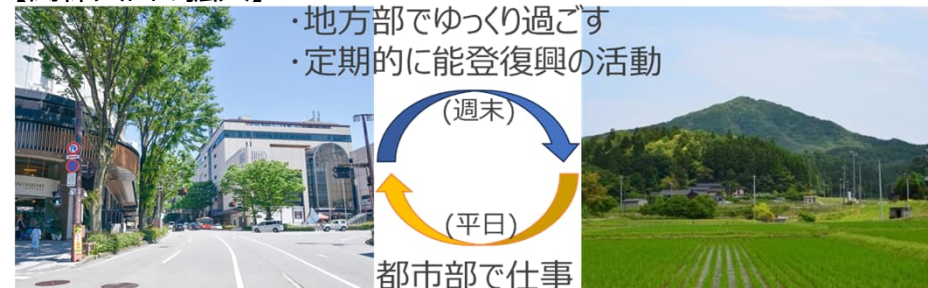 ・地方部でゆっくり過ごす
・定期的に能登復興の活動
(週末)
(平日)
都市部で仕事